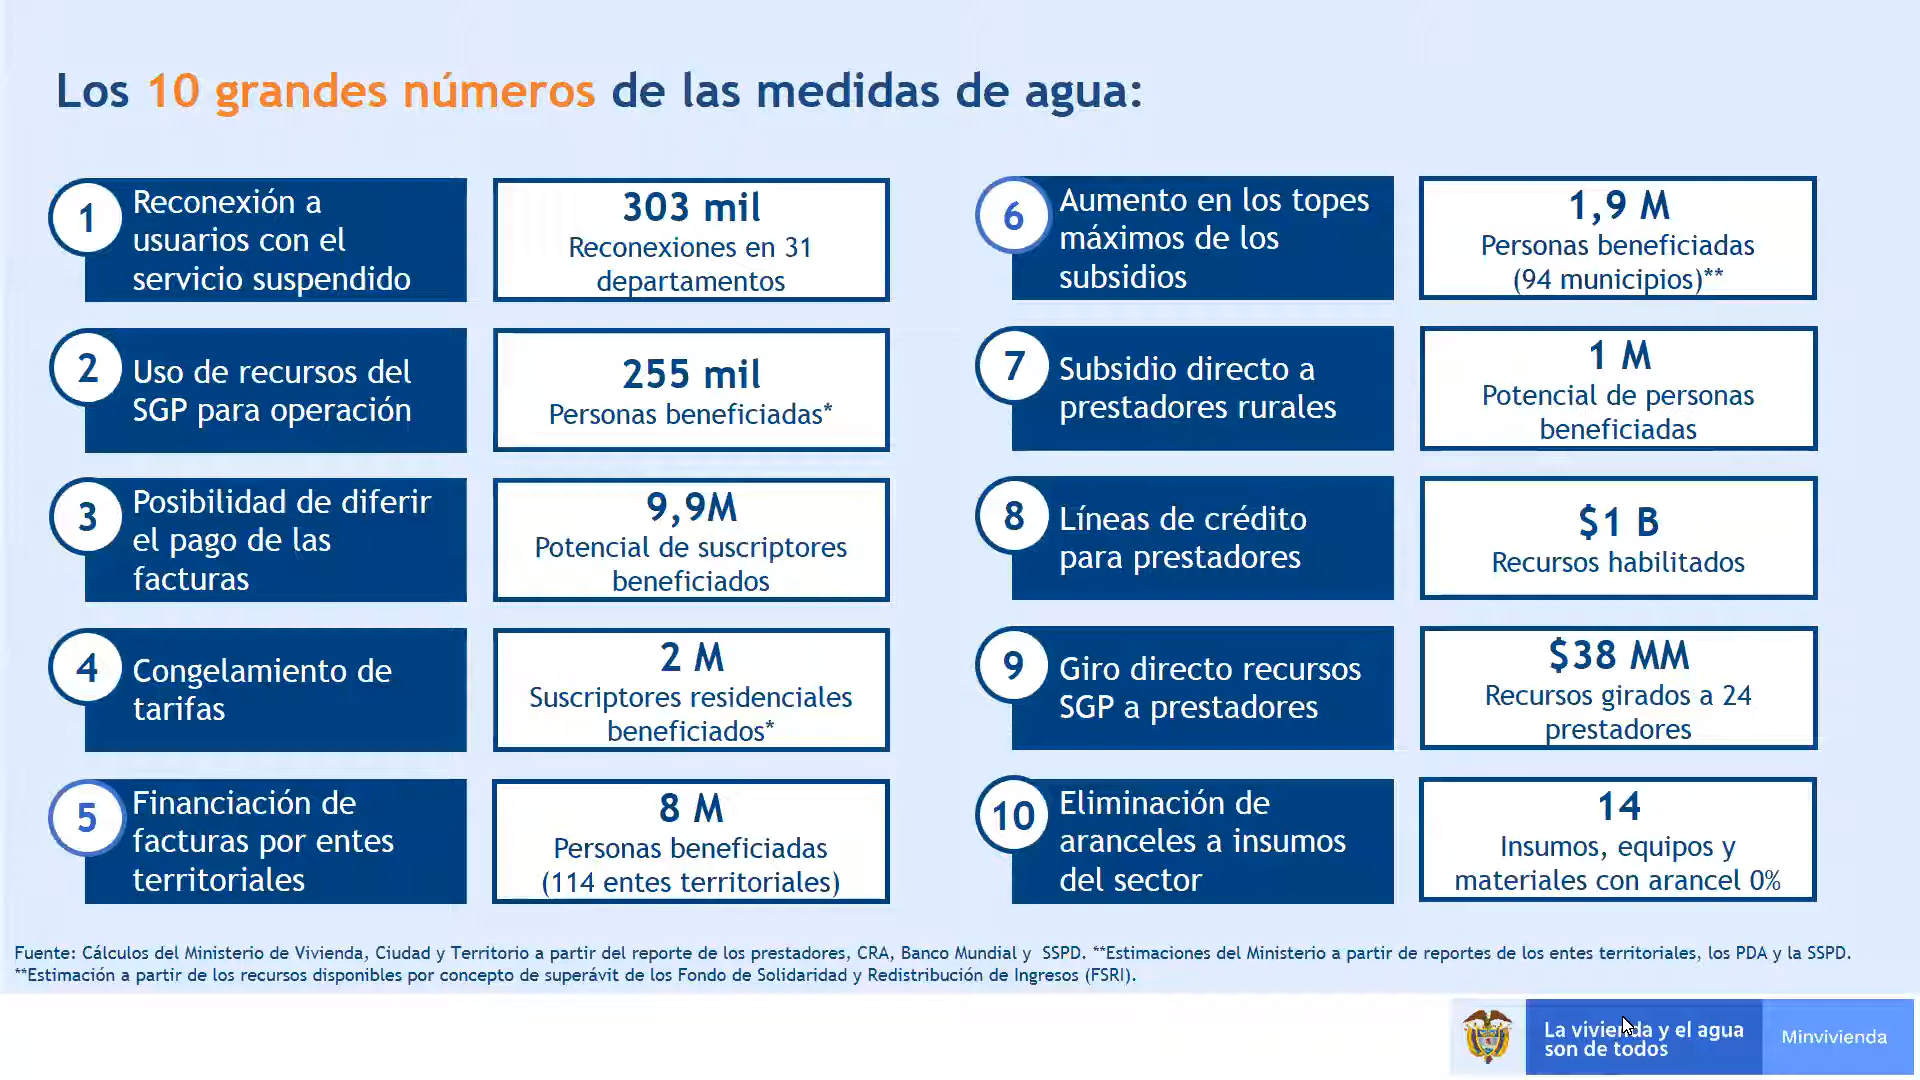 Los 10 grandes números de las medidas de agua:
1
Reconexión a
usuarios con el
servicio suspendido
303 mil
Reconexiones en 31
departamentos
2
Uso de recursos del
SGP para operación
255 mil
Personas beneficiadas*
3
Posibilidad de diferir
el pago de las
facturas
9,9M
Potencial de suscriptores
beneficiados
4
Congelamiento de
tarifas
2 M
Suscriptores residenciales
beneficiados*
5
Financiación de
facturas por entes
territoriales
8 M
Personas beneficiadas
(114 entes territoriales)
6
Aumento en los topes
máximos de los
subsidios
1,9 M
Personas beneficiadas
(94 municipios)**
7
Subsidio directo a
prestadores rurales
1 M
Potencial de personas
beneficiadas
8
Líneas de crédito
para prestadores
$1 B
Recursos habilitados
9
Giro directo recursos
SGP a prestadores
$38 MM
Recursos girados a 24
prestadores
10
Eliminación de
aranceles a insumos
del sector
14
Insumos, equipos y
materiales con arancel 0%
Fuente: Cálculos del Ministerio de Vivienda, Ciudad y Territorio a partir del reporte de los prestadores, CRA, Banco Mundial y SSPD. **Estimaciones del Ministerio a partir de reportes de los entes territoriales, los PDA y la SSPD.
**Estimación a partir de los recursos disponibles por concepto de superávit de los Fondo de Solidaridad y Redistribución de Ingresos (FSRI).
La vivienda y el agua
son de todos
Minvivienda